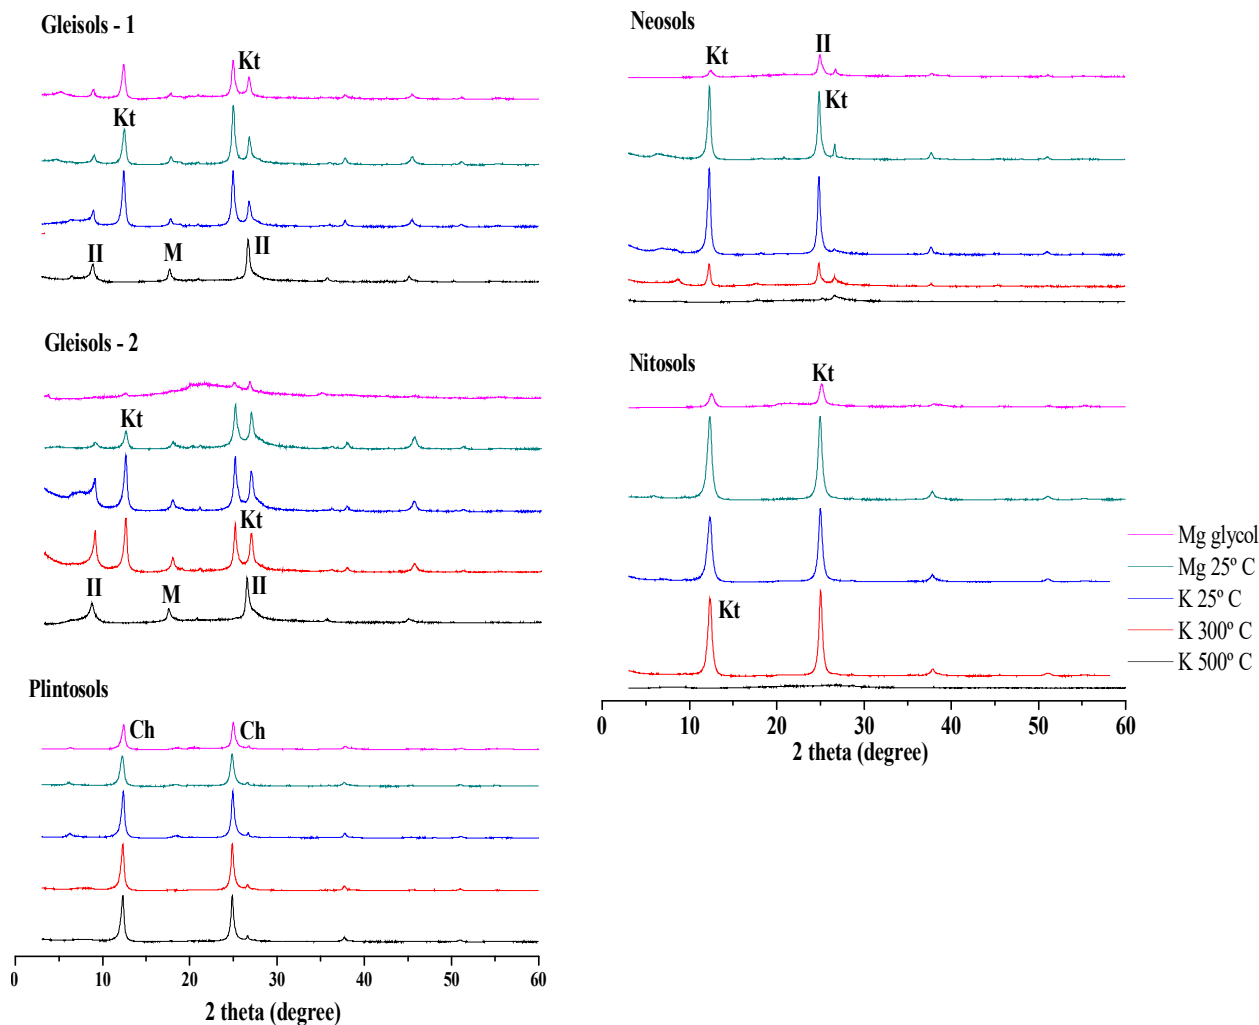 Gleisols - 1
Kt
Kt
II
M
II
Gleisols - 2
Kt
Kt
II
M
II
Plintosols
Ch
Ch
0
10
20
30
40
50
60
2 theta (degree)
Neosols
Kt
II
Kt
Nitosols
Kt
Kt
0
10
20
30
40
50
60
2 theta (degree)
Mg glycol
Mg 25º C
K 25º C
K 300º C
K 500º C